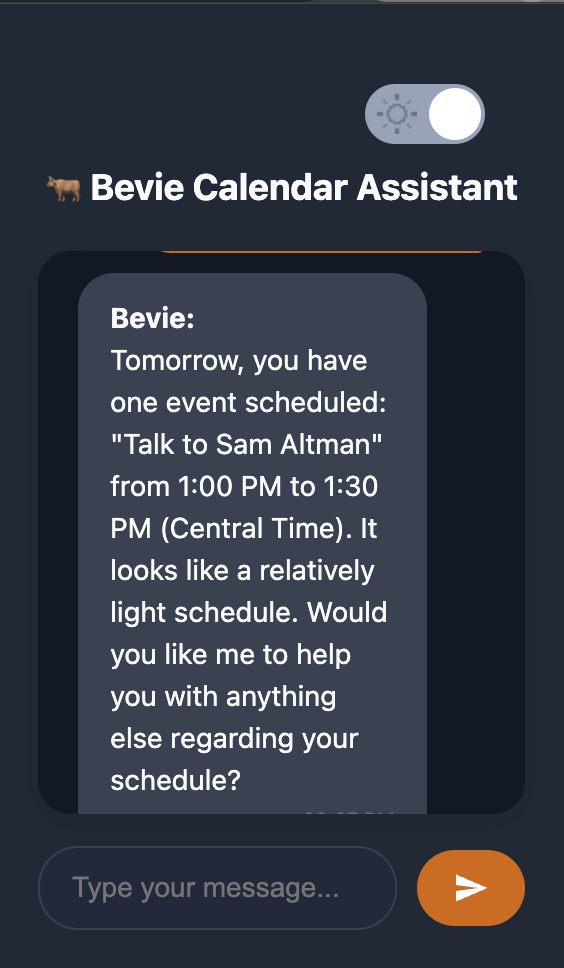 Bevie Calendar Assistant
Bevie:
Tomorrow, you have
one event scheduled:
"Talk to Sam Altman"
from 1:00 PM to 1:30
PM (Central Time). It
looks like a relatively
light schedule. Would
you like me to help
you with anything
else regarding your
schedule?
Type your message...